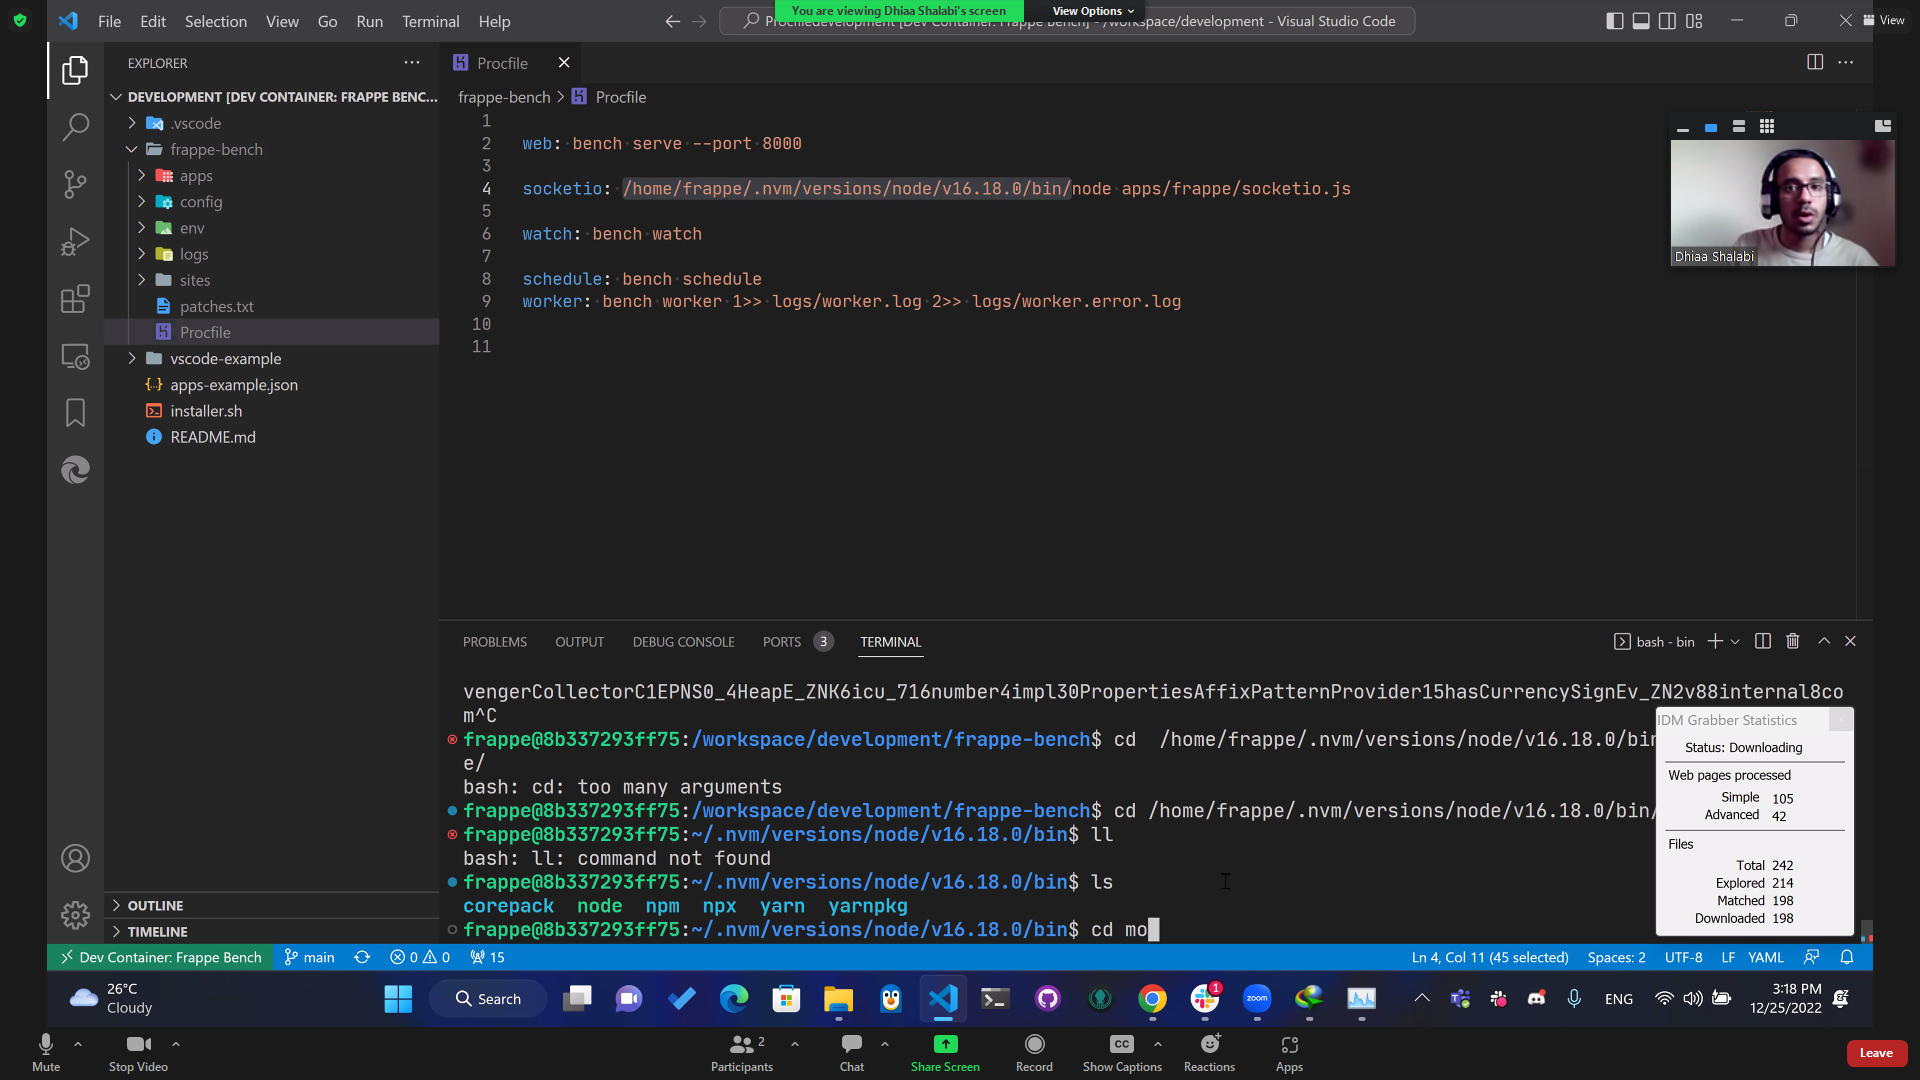 You are viewing Dhiaa Shalabi's screen
View Options
File Edit Selection View Go Run Terminal Help
/workspace/development - Visual Studio Code
View
EXPLORER
Procfile
DEVELOPMENT [DEV CONTAINER: FRAPPE BENC...
.vscode
frappe-bench
apps
config
env
logs
sites
patches.txt
Procfile
vscode-example
apps-example.json
installer.sh
README.md
OUTLINE
TIMELINE
frappe-bench > Procfile
1
2 web: bench serve --port 8000
3
4 socketio: /home/frappe/.nvm/versions/node/v16.18.0/bin/node apps/frappe/socketio.js
5
6 watch: bench watch
7
8 schedule: bench schedule
9 worker: bench worker 1>> logs/worker.log 2>> logs/worker.error.log
10
11
Dhiaa Shalabi
PROBLEMS OUTPUT DEBUG CONSOLE PORTS 3 TERMINAL
bash - bin
vengerCollectorC1EPNS0_4HeapE_ZNK6icu_716number4impl30PropertiesAffixPatternProvider15hasCurrencySignEv_ZN2v88internal8co
m^C
frappe@8b337293ff75:/workspace/development/frappe-bench$ cd  /home/frappe/.nvm/versions/node/v16.18.0/bin
e/
bash: cd: too many arguments
frappe@8b337293ff75:/workspace/development/frappe-bench$ cd /home/frappe/.nvm/versions/node/v16.18.0/bin/
frappe@8b337293ff75:~/.nvm/versions/node/v16.18.0/bin$ ll
bash: ll: command not found
frappe@8b337293ff75:~/.nvm/versions/node/v16.18.0/bin$ ls
corepack node npm npx yarn yarnpkg
frappe@8b337293ff75:~/.nvm/versions/node/v16.18.0/bin$ cd mo
IDM Grabber Statistics
Status: Downloading
Web pages processed
Simple 105
Advanced 42
Files
Total 242
Explored 214
Matched 198
Downloaded 198
Dev Container: Frappe Bench main 0 0 15
Ln 4, Col 11 (45 selected) Spaces: 2 UTF-8 LF YAML
26°C
Cloudy
Search
1
zoom
ENG
3:18 PM
12/25/2022
Mute
Stop Video
2
Participants
Chat
Share Screen
Record
CC
Show Captions
Reactions
Apps
Leave